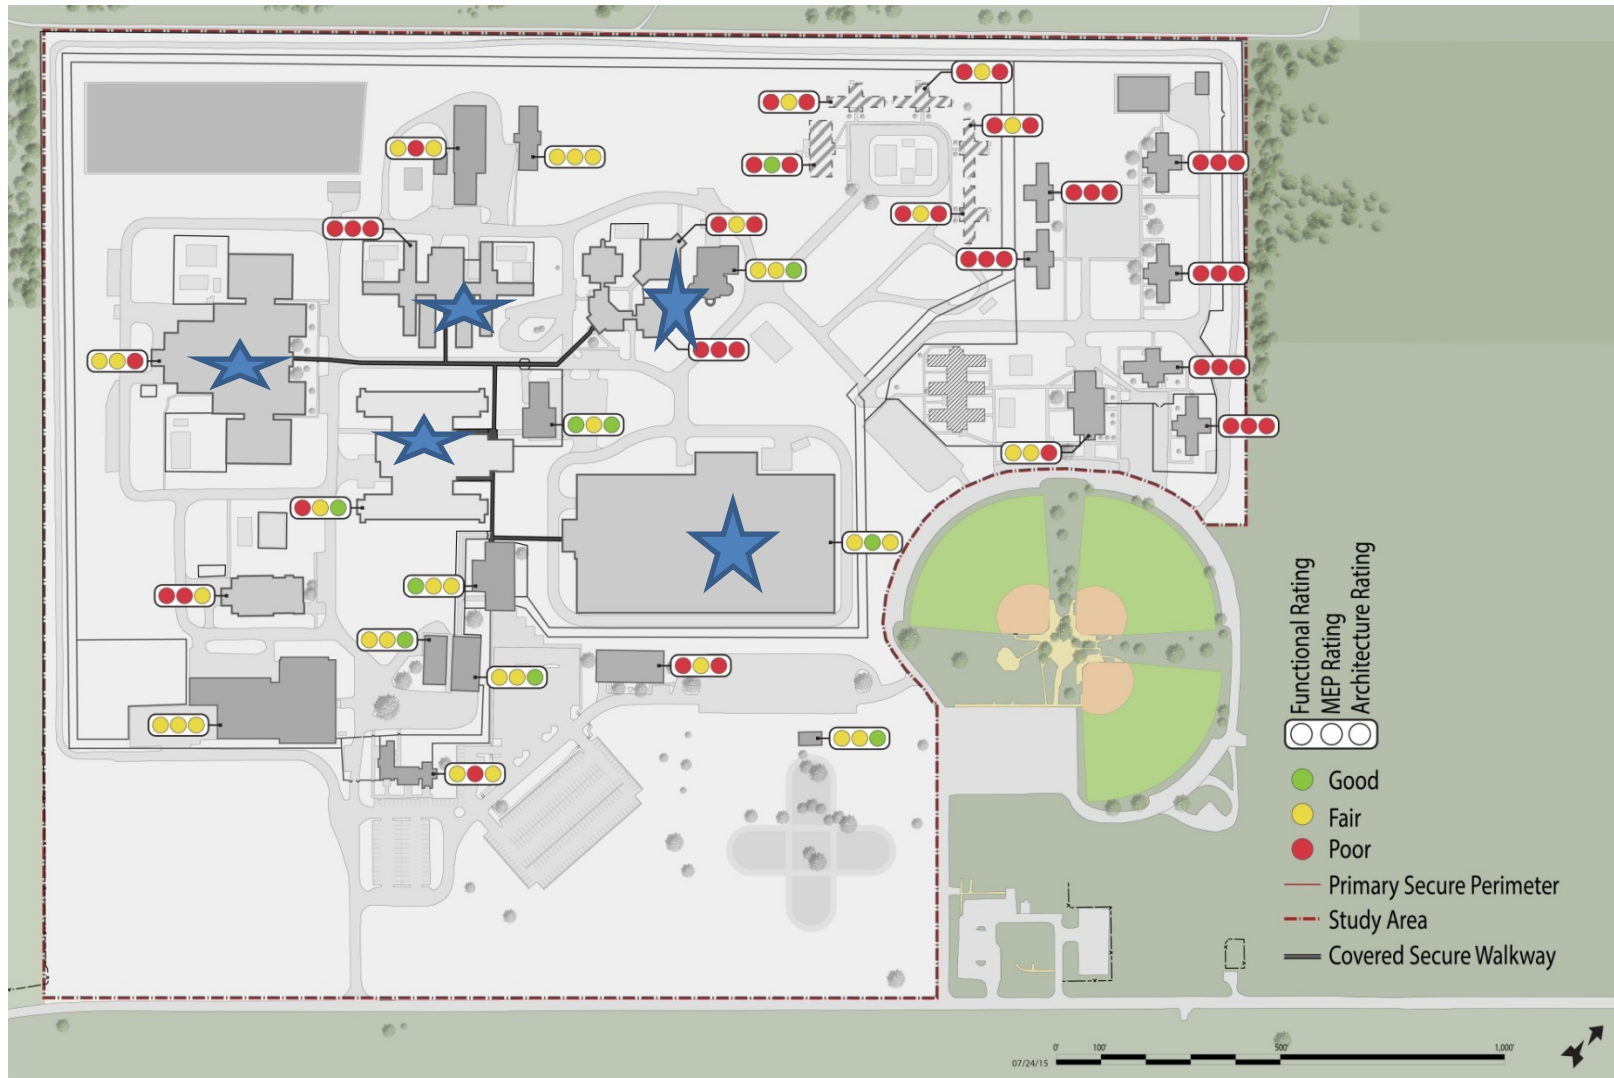 Functional Rating
MEP Rating
Architecture Rating
Good
Fair
Poor
Primary Secure Perimeter
Study Area
Covered Secure Walkway
07/24/15
0'
100'
500'
1,000'